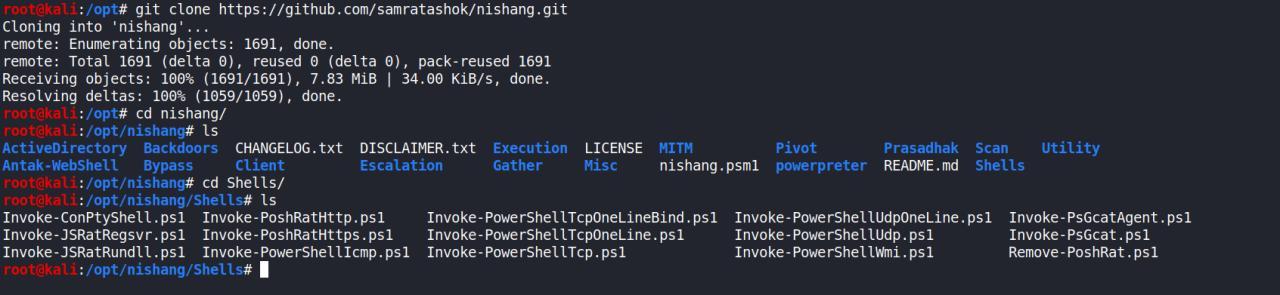 root@kali:/opt# git clone https://github.com/samratashok/nishang.git
Cloning into 'nishang'...
remote: Enumerating objects: 1691, done.
remote: Total 1691 (delta 0), reused 0 (delta 0), pack-reused 1691
Receiving objects: 100% (1691/1691), 7.83 MiB | 34.00 KiB/s, done.
Resolving deltas: 100% (1059/1059), done.
root@kali:/opt# cd nishang/
root@kali:/opt/nishang# ls
ActiveDirectory  Backdoors  CHANGELOG.txt  DISCLAIMER.txt  Execution  LICENSE  MITM         Pivot         Prasadhak  Scan    Utility
Antak-WebShell   Bypass     Client         Escalation      Gather     Misc     nishang.psm1  powerpreter  README.md  Shells
root@kali:/opt/nishang# cd Shells/
root@kali:/opt/nishang/Shells# ls
Invoke-ConPtyShell.ps1  Invoke-PoshRatHttp.ps1     Invoke-PowerShellTcpOneLineBind.ps1  Invoke-PowerShellUdpOneLine.ps1  Invoke-PsGcatAgent.ps1
Invoke-JSRatRegsvr.ps1  Invoke-PoshRatHttps.ps1    Invoke-PowerShellTcpOneLine.ps1      Invoke-PowerShellUdp.ps1         Invoke-PsGcat.ps1
Invoke-JSRatRundll.ps1  Invoke-PowerShellIcmp.ps1  Invoke-PowerShellTcp.ps1             Invoke-PowerShellWmi.ps1         Remove-PoshRat.ps1
root@kali:/opt/nishang/Shells#